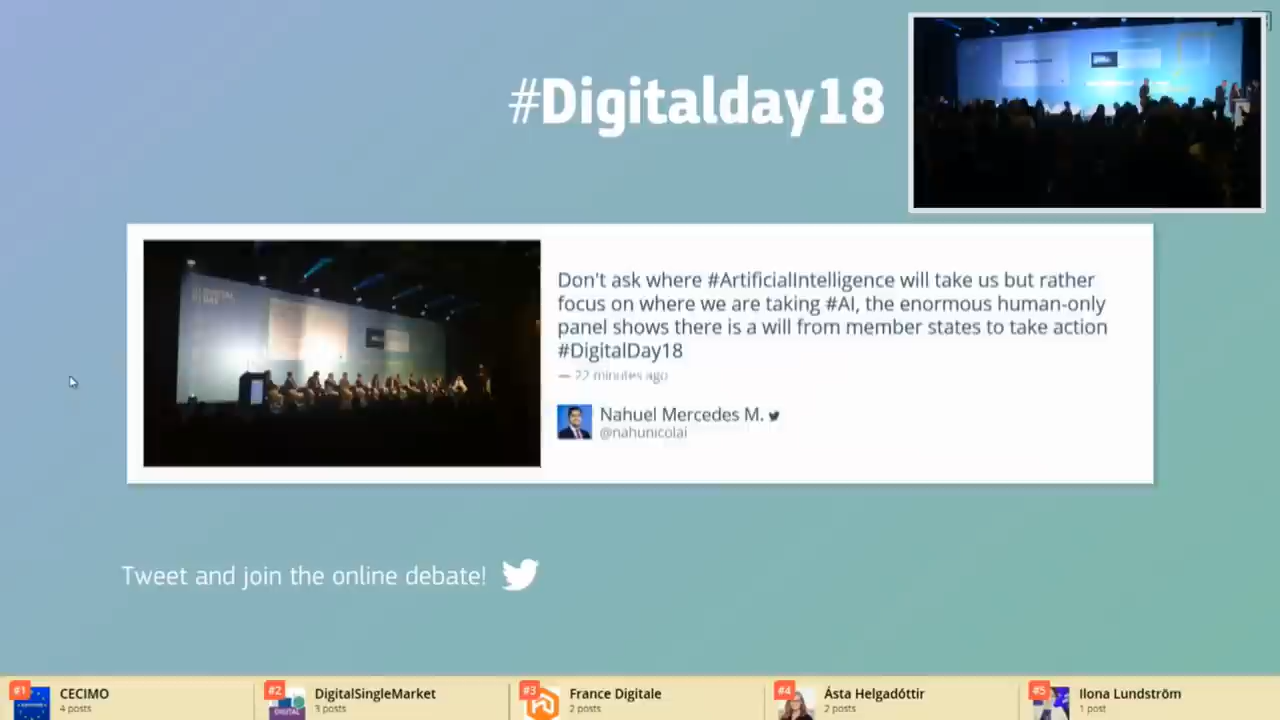 #Digitalday18
Don't ask where #ArtificialIntelligence will take us but rather
focus on where we are taking #AI, the enormous human-only
panel shows there is a will from member states to take action
#DigitalDay18
— 22 minutes ago
Nahuel Mercedes M.
@nahunicolai
Tweet and join the online debate!
#1 CECIMO
4 posts
#2 DigitalSingleMarket
3 posts
DIGITAL
#3 France Digitale
2 posts
#4 Ásta Helgadóttir
2 posts
#5 Ilona Lundström
1 post